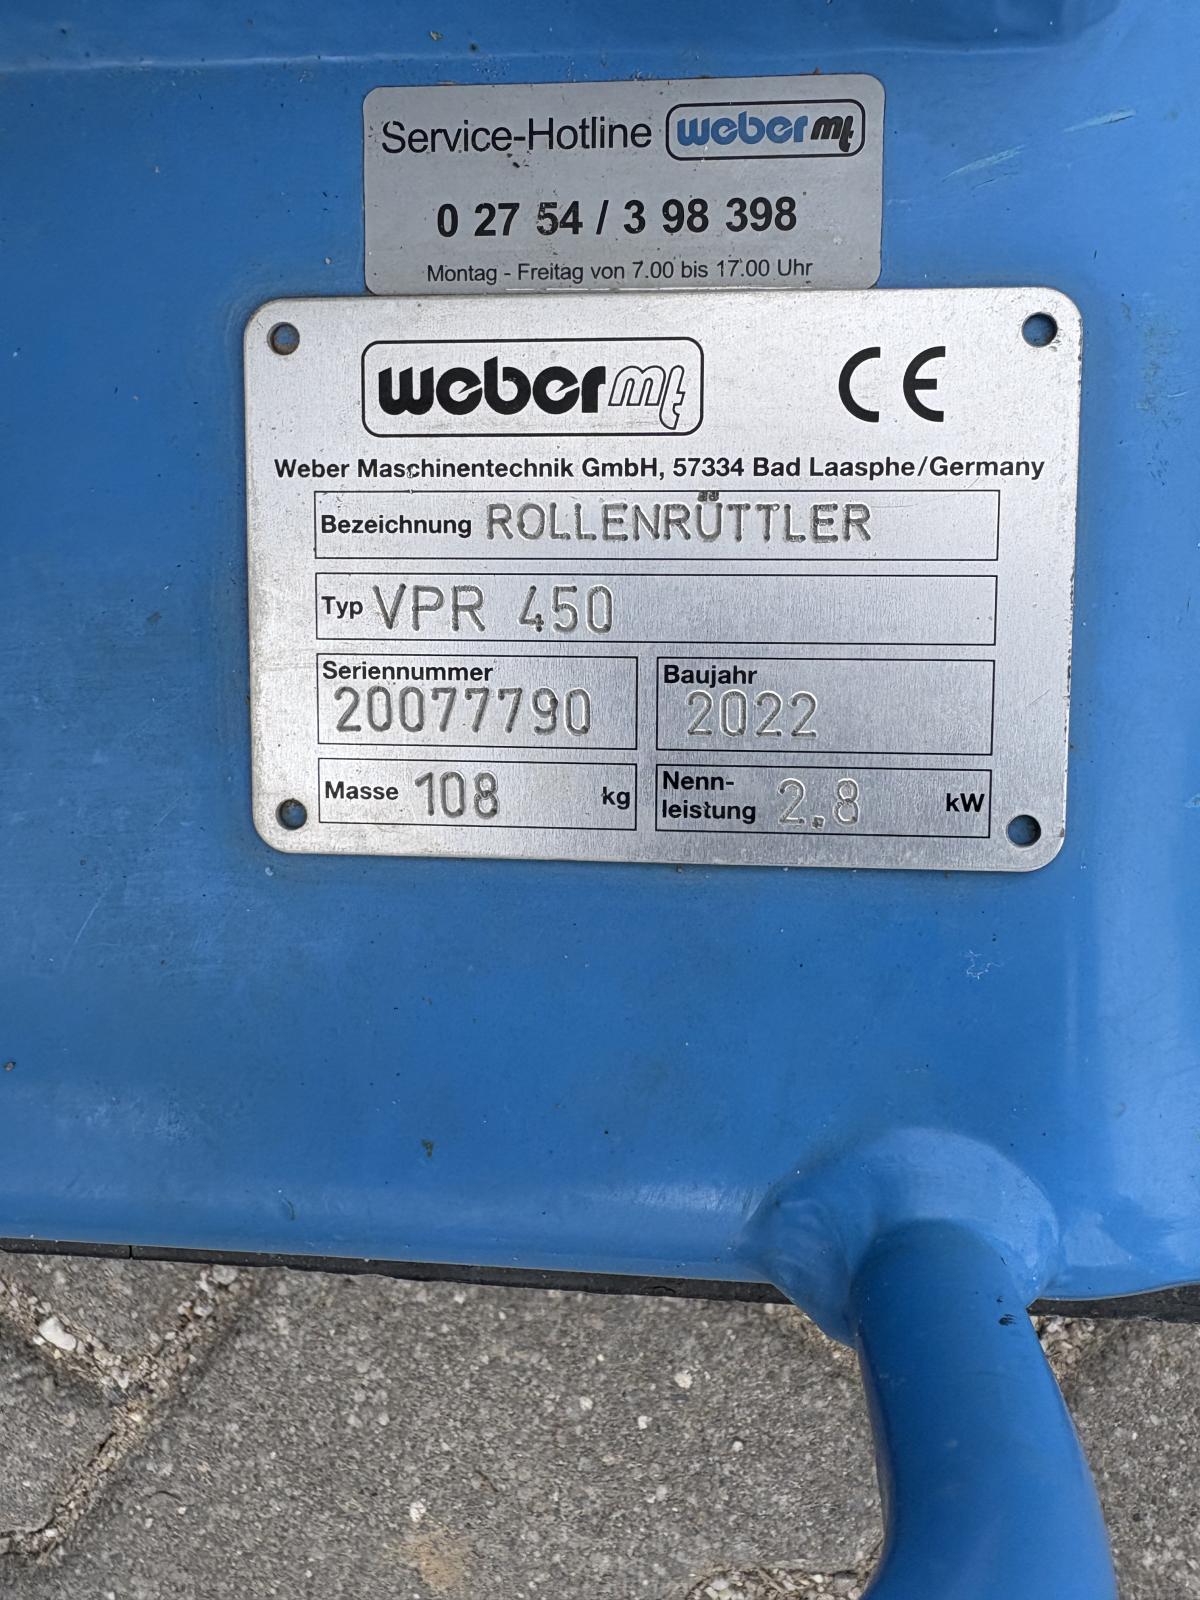 Service-Hotline weber mt
0 27 54 / 3 98 398
Montag - Freitag von 7.00 bis 17.00 Uhr
weber mt CE
Weber Maschinentechnik GmbH, 57334 Bad Laasphe/Germany
Bezeichnung ROLLENRÜTTLER
Typ VPR 450
Seriennummer
20077790
Baujahr
2022
Masse 108 kg
Nenn-
leistung 2.8 kW